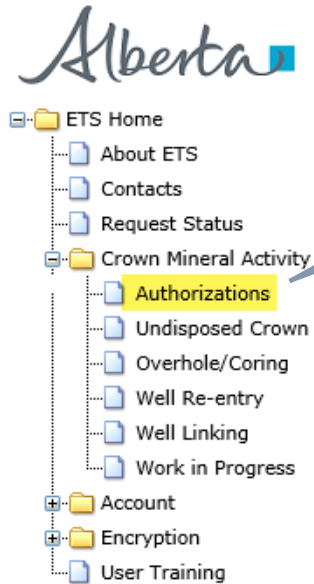 Alberta
ETS Home
About ETS
Contacts
Request Status
Crown Mineral Activity
Authorizations
Undisposed Crown
Overhole/Coring
Well Re-entry
Well Linking
Work in Progress
Account
Encryption
User Training